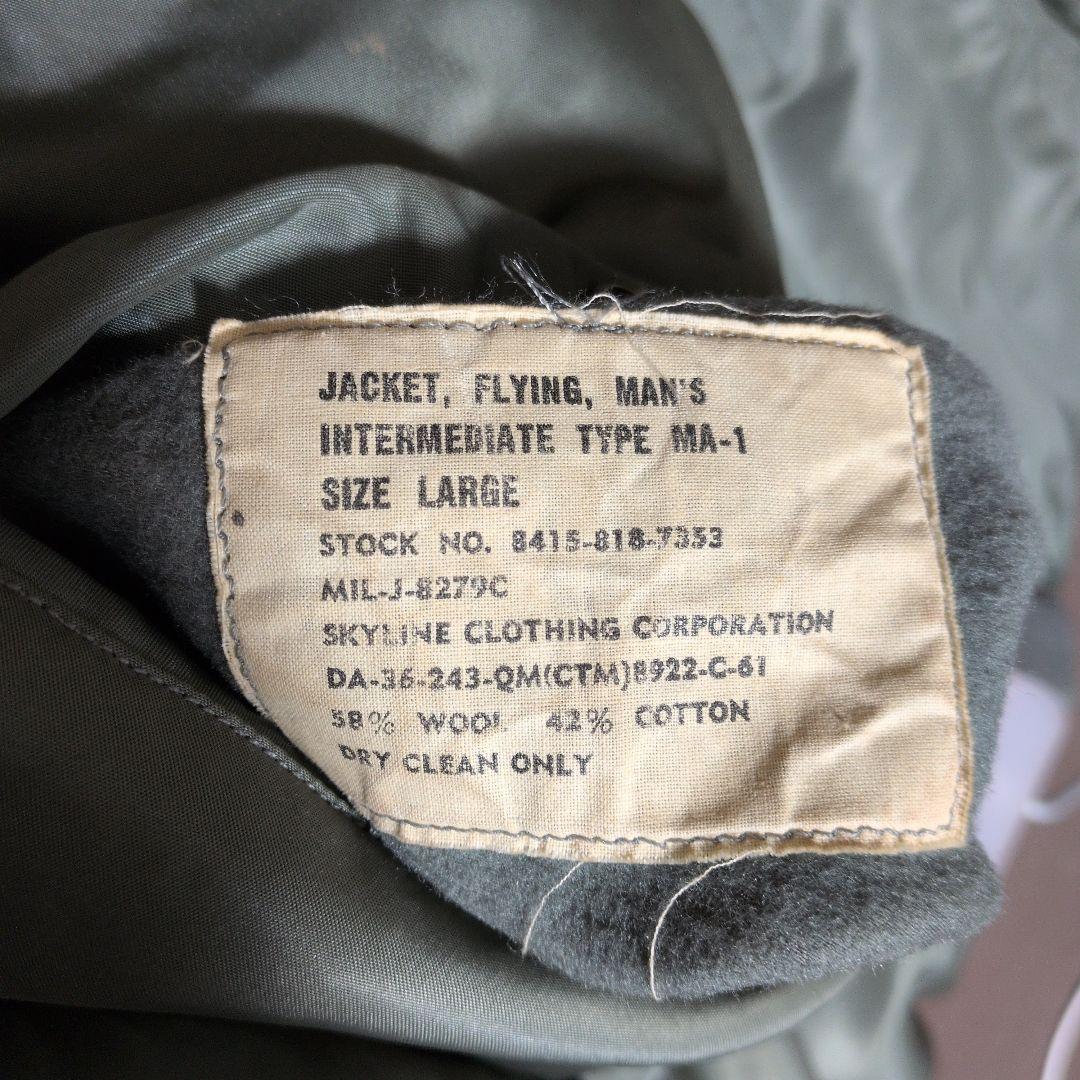 JACKET, FLYING, MAN'S
INTERMEDIATE TYPE MA-1
SIZE LARGE
STOCK NO. 8415-818-7353
MIL-J-8279C
SKYLINE CLOTHING CORPORATION
DA-36-243-QM(CTM)8922-C-61
58% WOOL 42% COTTON
DRY CLEAN ONLY